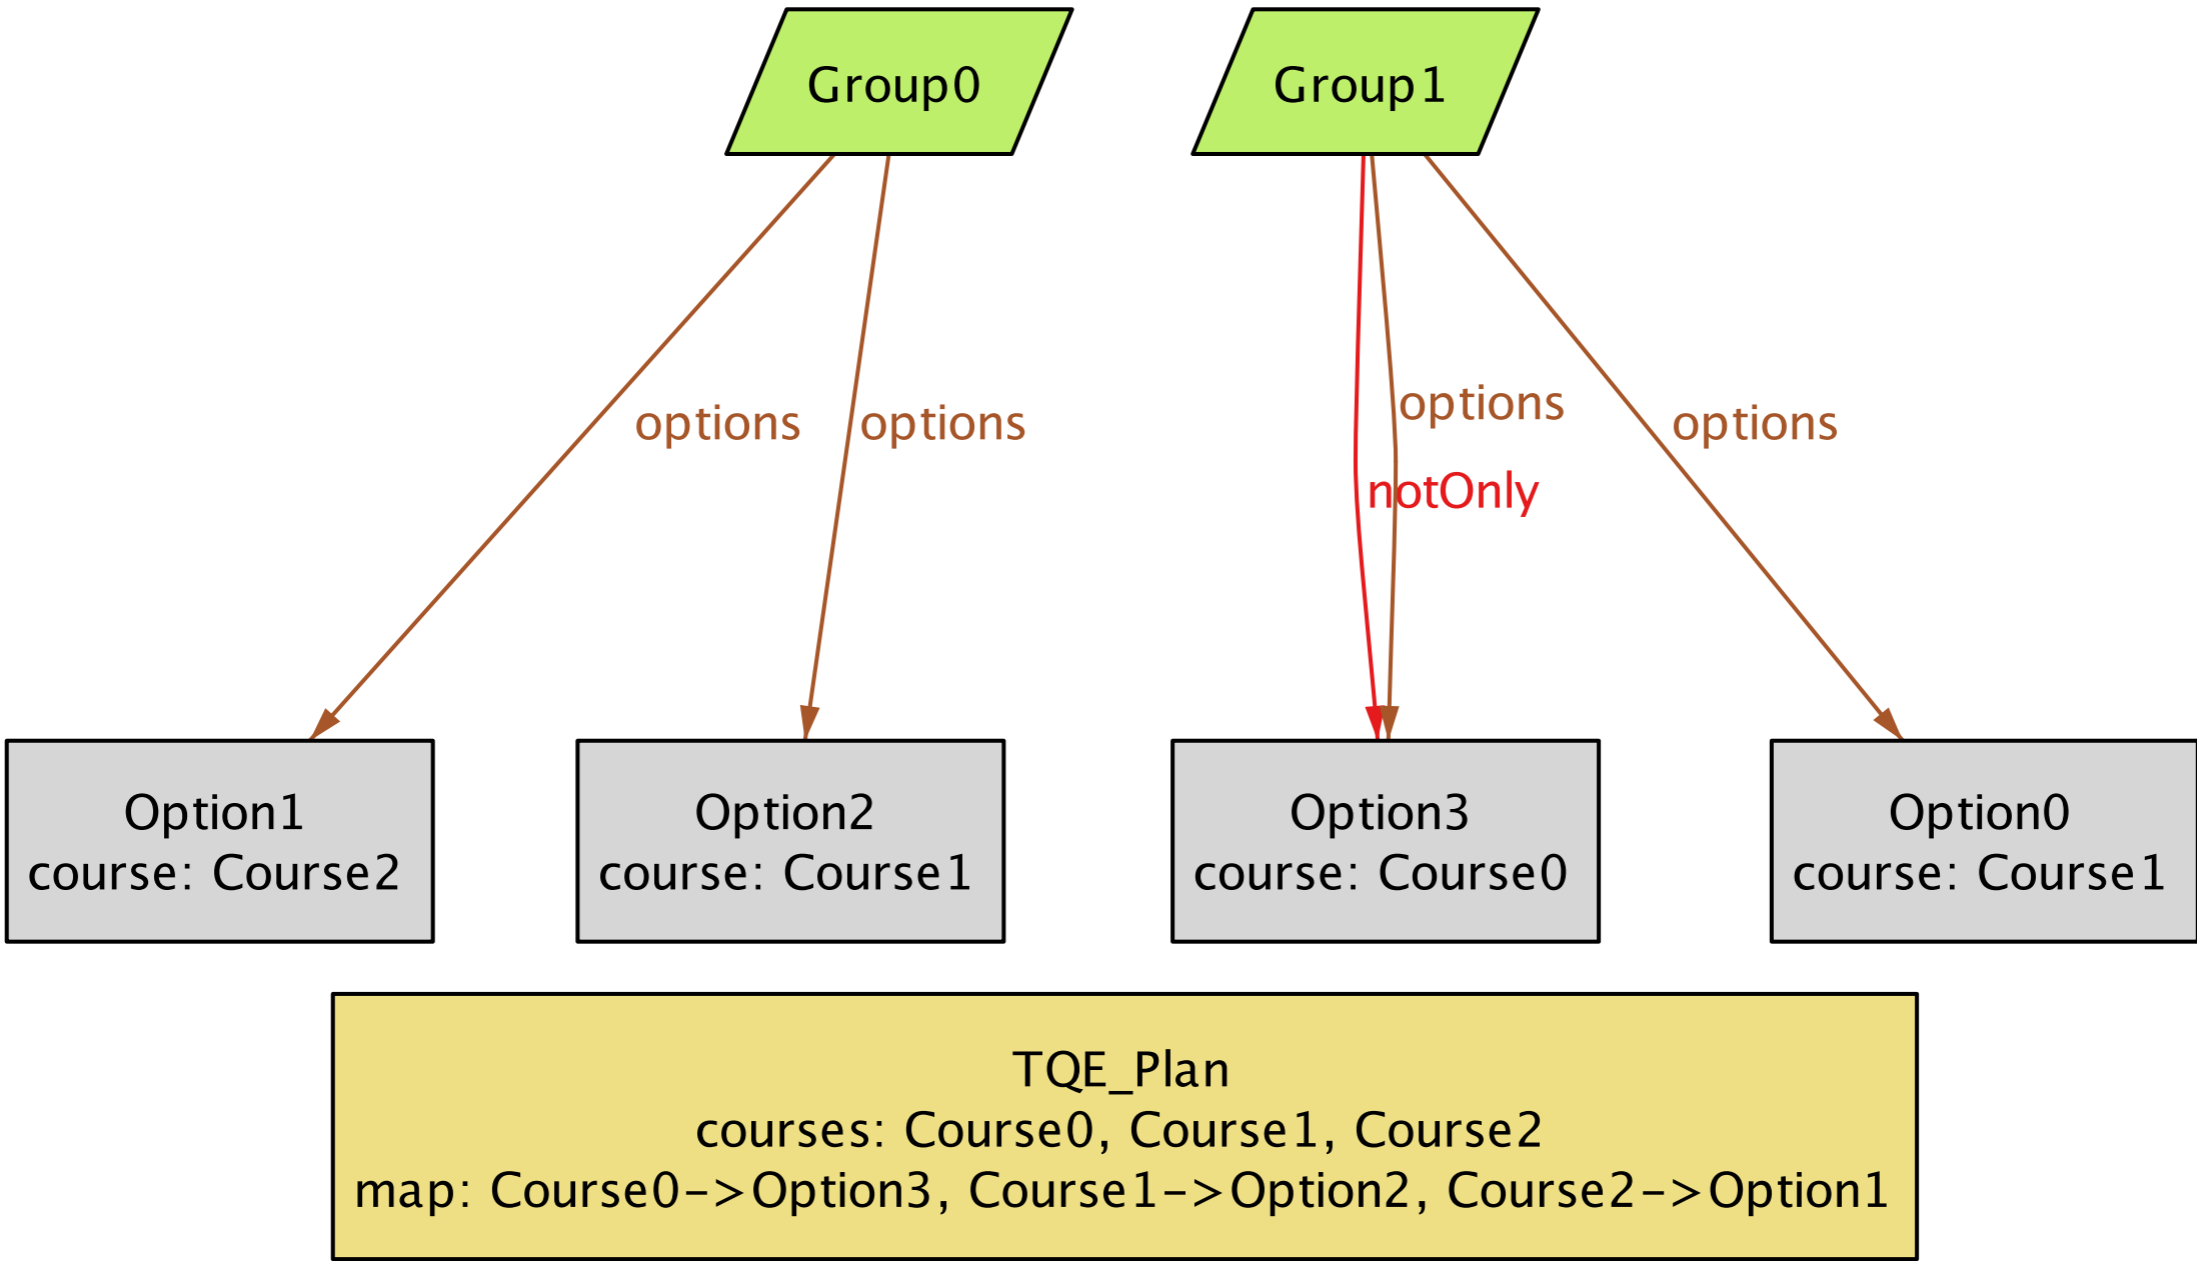 Group0
Group1
options
options
options
options
notOnly
Option1
course: Course2
Option2
course: Course1
Option3
course: Course0
Option0
course: Course1
TQE_Plan
courses: Course0, Course1, Course2
map: Course0->Option3, Course1->Option2, Course2->Option1